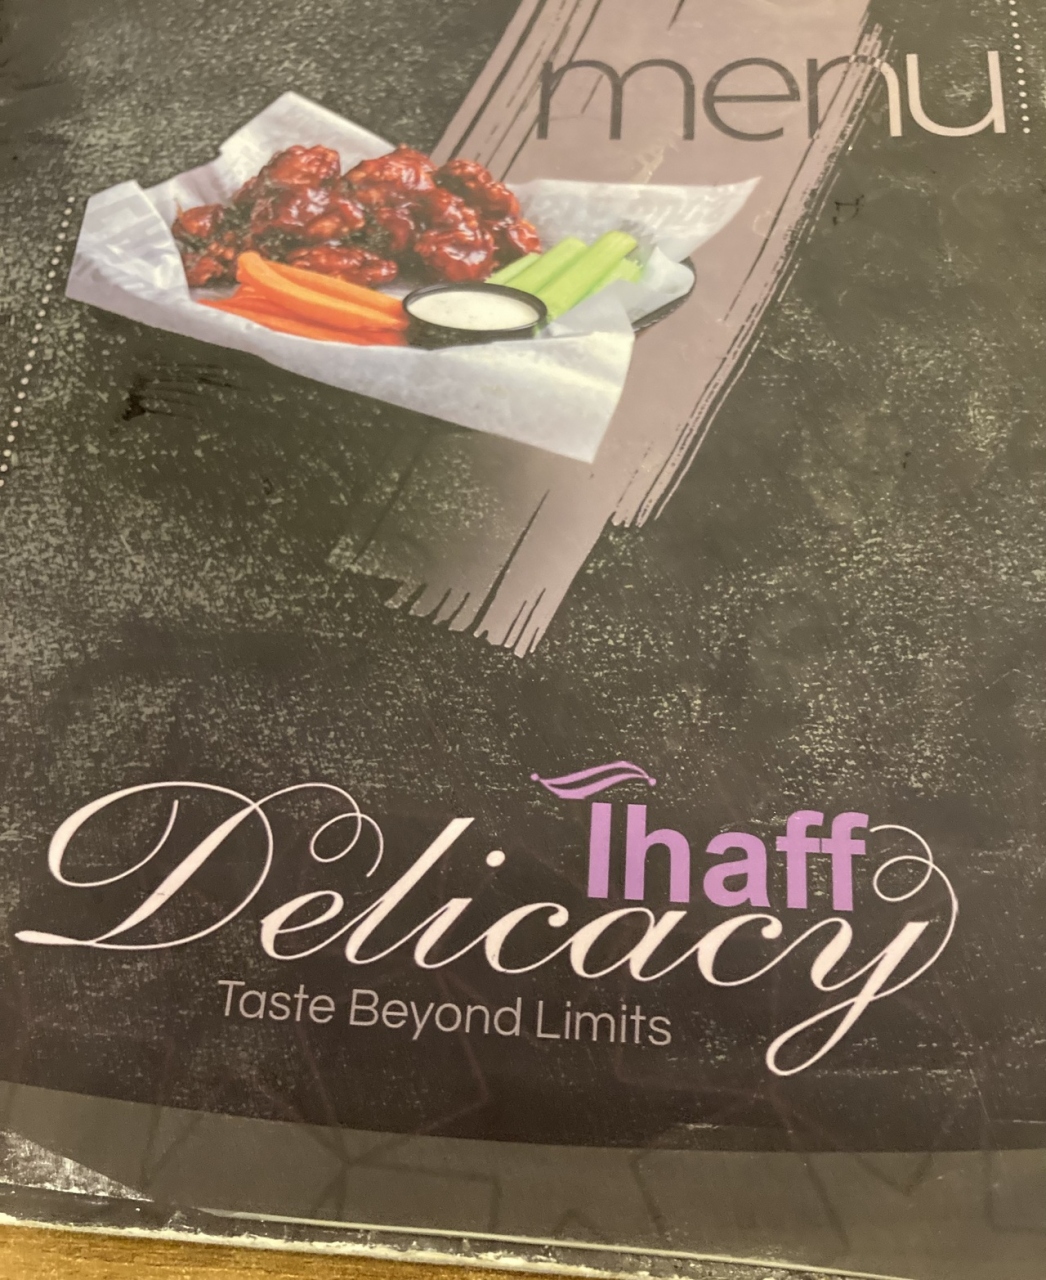 menu
Ihaff
Delicacy
Taste Beyond Limits